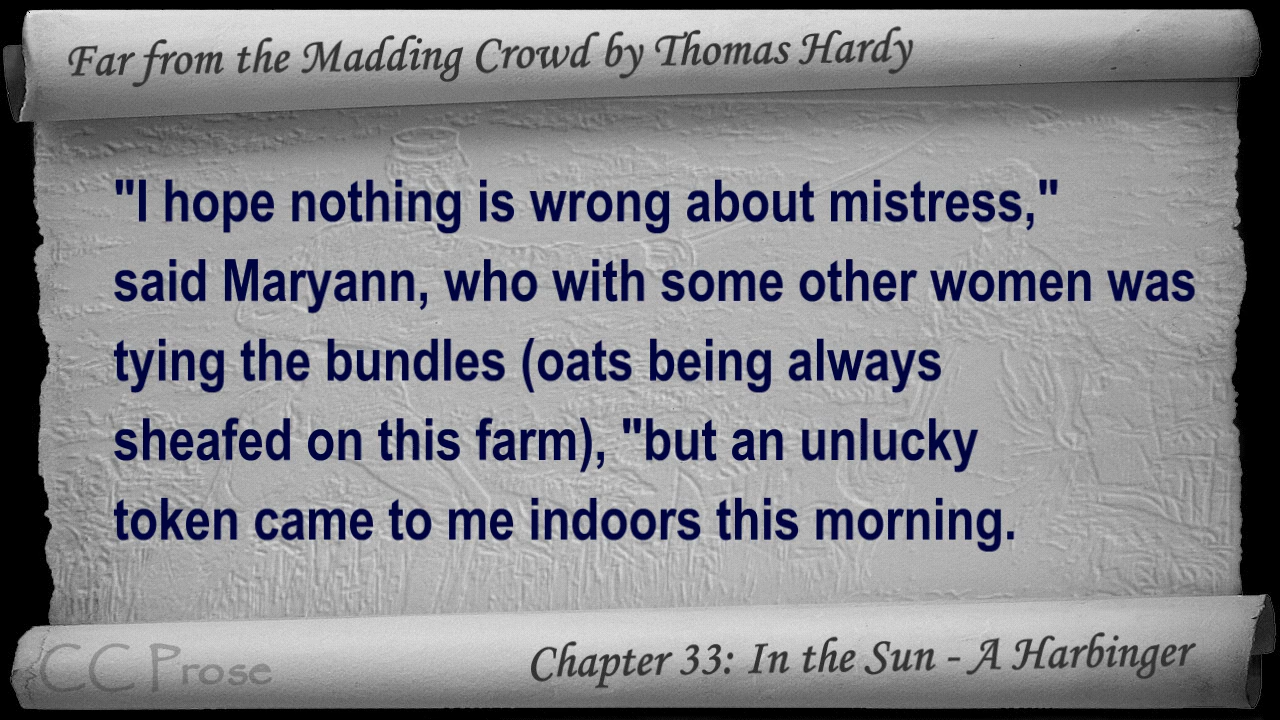 Far from the Madding Crowd by Thomas Hardy
"I hope nothing is wrong about mistress,"
said Maryann, who with some other women was
tying the bundles (oats being always
sheafed on this farm), "but an unlucky
token came to me indoors this morning.
CC Prose
Chapter 33: In the Sun - A Harbinger